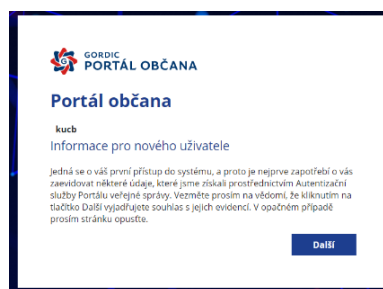 GORDIC
PORTÁL OBČANA
Portál občana
kucb
Informace pro nového uživatele
Jedná se o váš první přístup do systému, a proto je nejprve zapotřebí o vás
zaevidovat některé údaje, které jsme získali prostřednictvím Autentizační
služby Portálu veřejné správy. Vezměte prosím na vědomí, že kliknutím na
tlačítko Další vyjadřujete souhlas s jejich evidencí. V opačném případě
prosím stránku opusťte.
Další